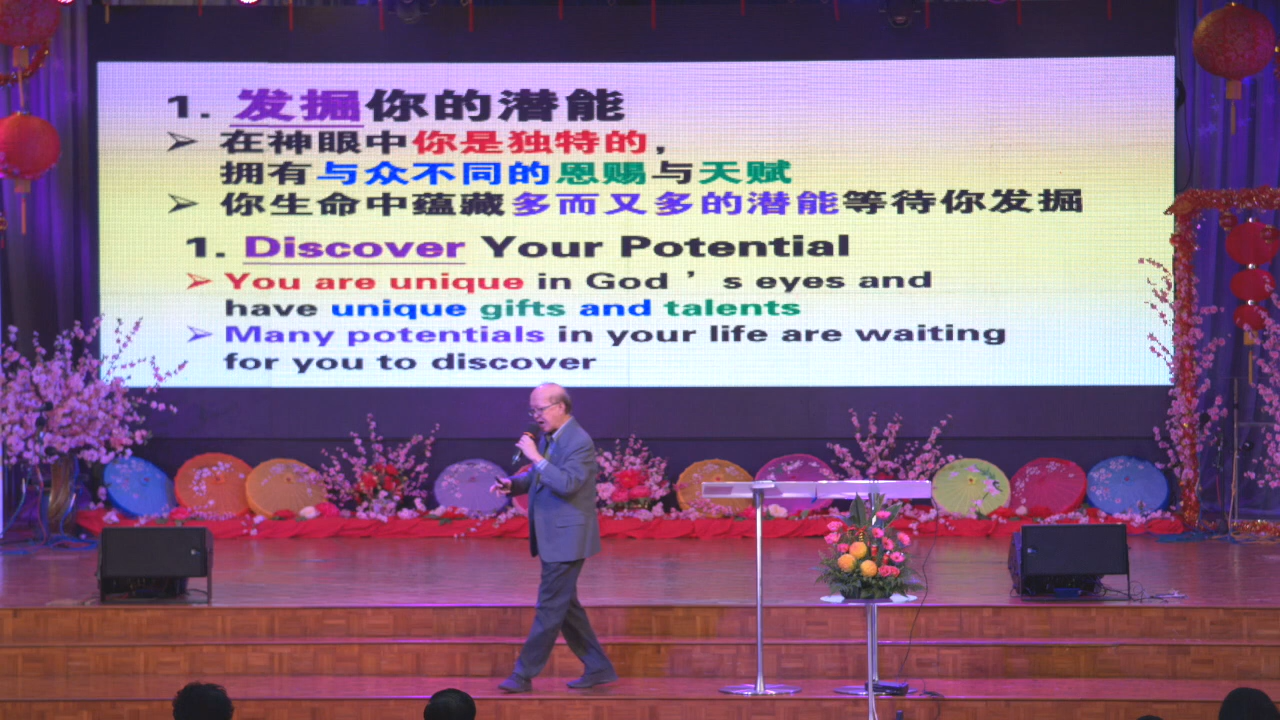 1. 发掘你的潜能
➢ 在神眼中你是独特的，
拥有与众不同的恩赐与天赋
➢ 你生命中蕴藏多而又多的潜能等待你发掘
1. Discover Your Potential
➢ You are unique in God ’ s eyes and
have unique gifts and talents
➢ Many potentials in your life are waiting
for you to discover